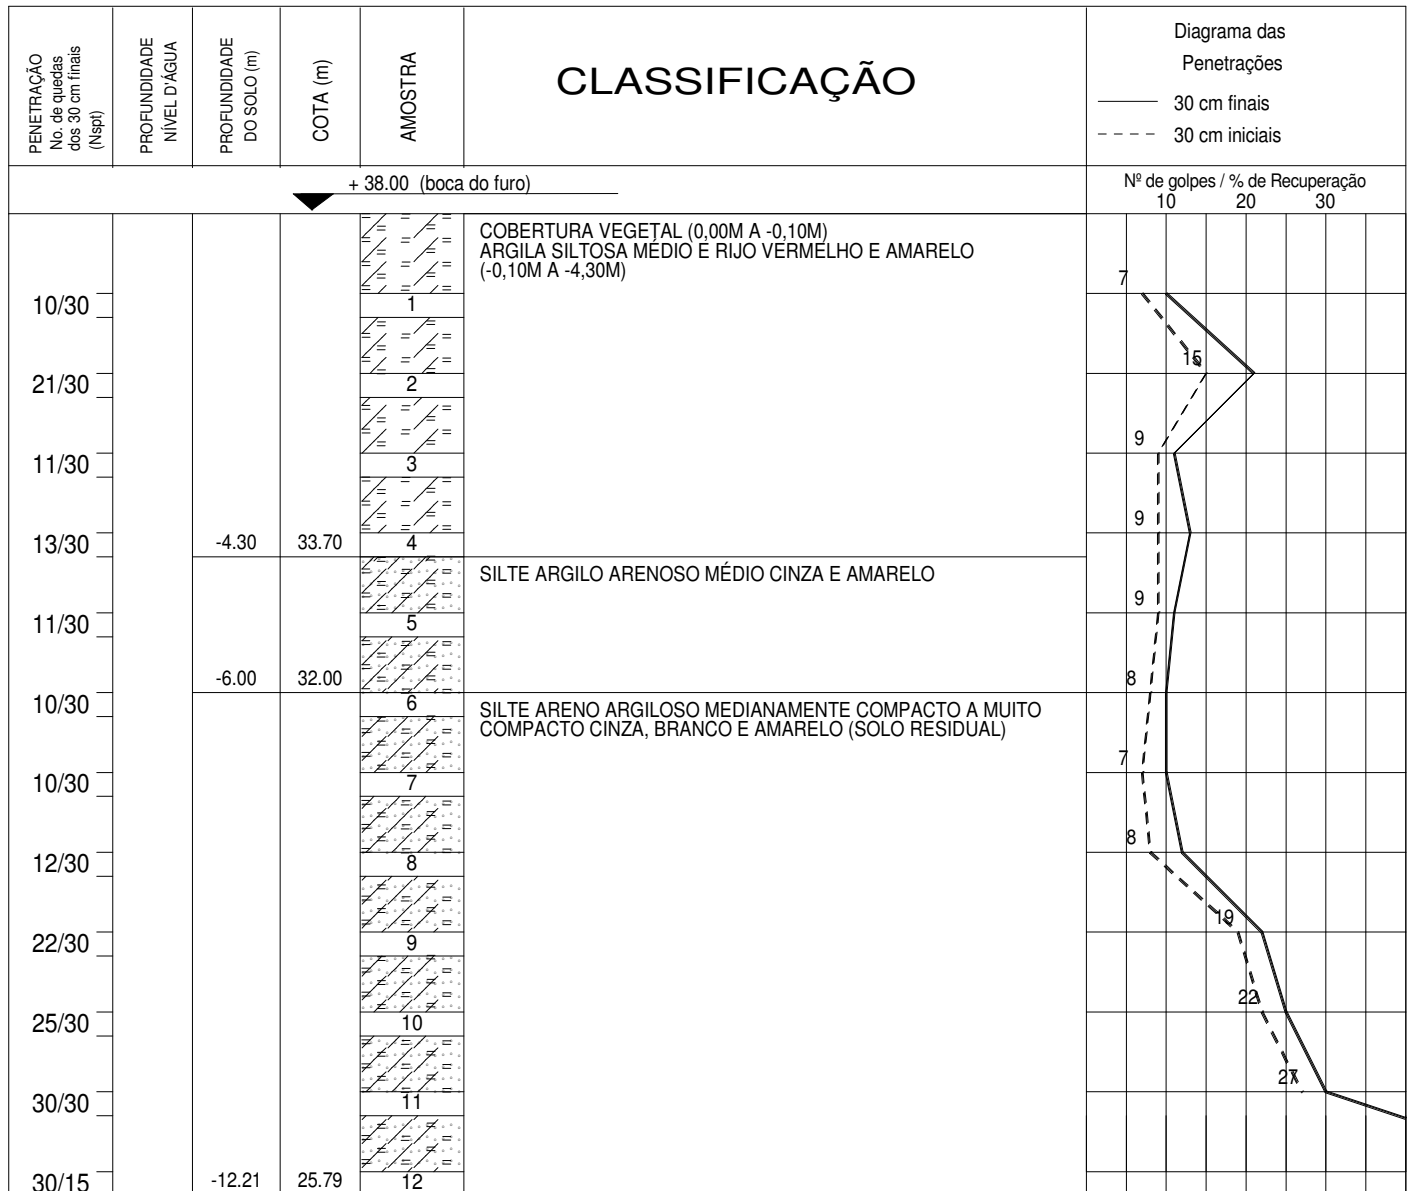 PENETRAÇÃO
No. de quedas
dos 30 cm finais
(Nspt)
PROFUNDIDADE
NÍVEL D'ÁGUA
PROFUNDIDADE
DO SOLO (m)
COTA (m)
AMOSTRA
CLASSIFICAÇÃO
Diagrama das
Penetrações
30 cm finais
30 cm iniciais
+ 38.00 (boca do furo)
Nº de golpes / % de Recuperação
10 20 30
COBERTURA VEGETAL (0,00M A -0,10M)
ARGILA SILTOSA MÉDIO E RIJO VERMELHO E AMARELO
(-0,10M A -4,30M)
7
10/30 1
15
21/30 2
9
11/30 3
9
13/30 -4.30 33.70 4
SILTE ARGILO ARENOSO MÉDIO CINZA E AMARELO
9
11/30 5
8
-6.00 32.00
10/30 6
SILTE ARENO ARGILOSO MEDIANAMENTE COMPACTO A MUITO
COMPACTO CINZA, BRANCO E AMARELO (SOLO RESIDUAL)
7
10/30 7
8
12/30 8
19
22/30 9
22
25/30 10
27
30/30 11
30/15 -12.21 25.79 12